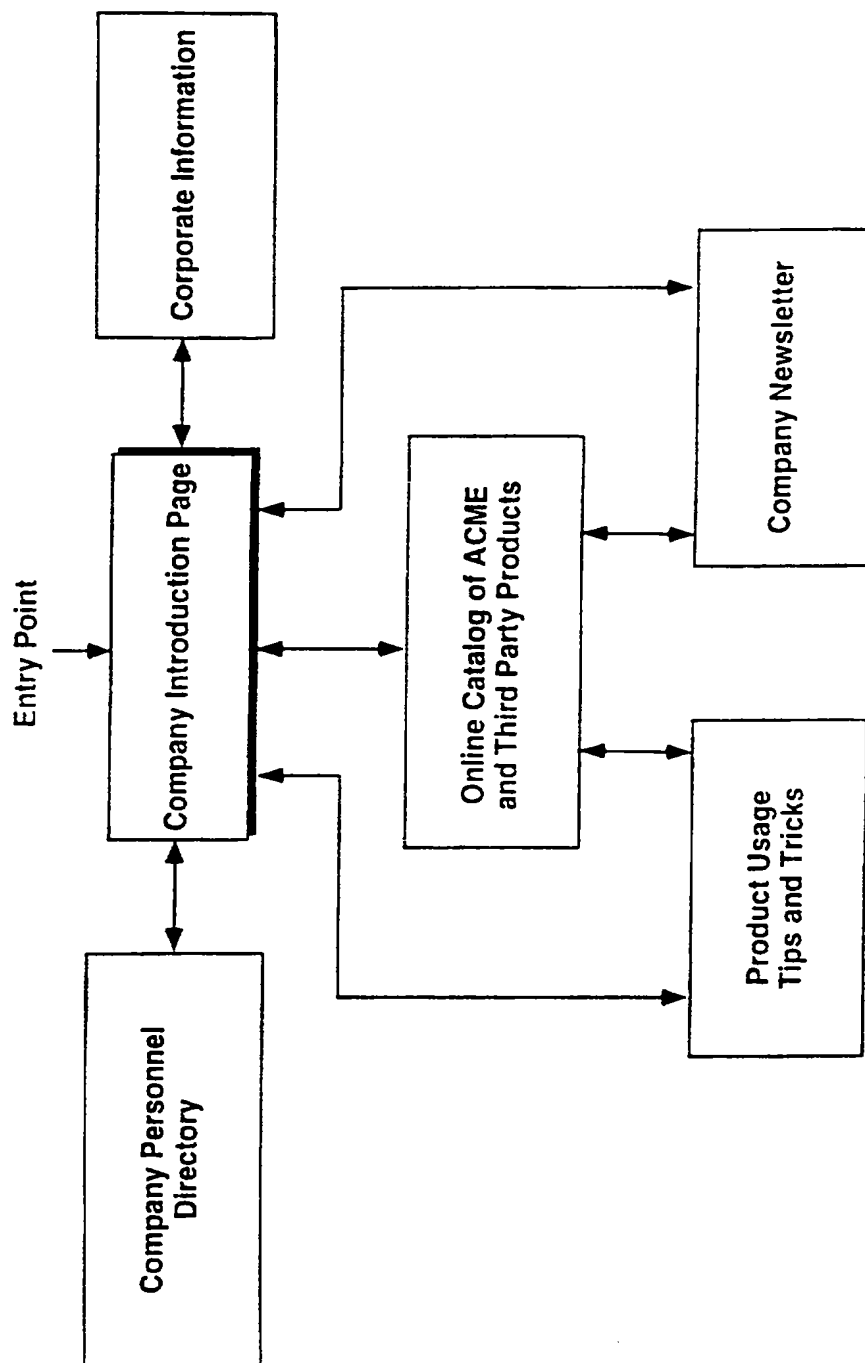 Entry Point
Company Personnel
Directory
Company Introduction Page
Corporate Information
Online Catalog of ACME
and Third Party Products
Product Usage
Tips and Tricks
Company Newsletter